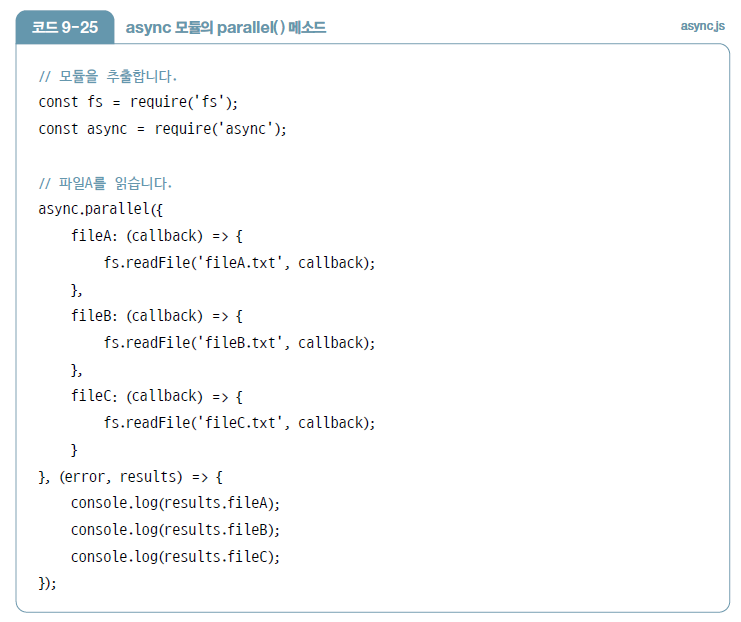 코드 9-25 async 모듈의 parallel() 메소드 async.js
// 모듈을 추출합니다.
const fs = require('fs');
const async = require('async');
// 파일A를 읽습니다.
async.parallel({
    fileA: (callback) => {
        fs.readFile('fileA.txt', callback);
    },
    fileB: (callback) => {
        fs.readFile('fileB.txt', callback);
    },
    fileC: (callback) => {
        fs.readFile('fileC.txt', callback);
    }
}, (error, results) => {
    console.log(results.fileA);
    console.log(results.fileB);
    console.log(results.fileC);
});